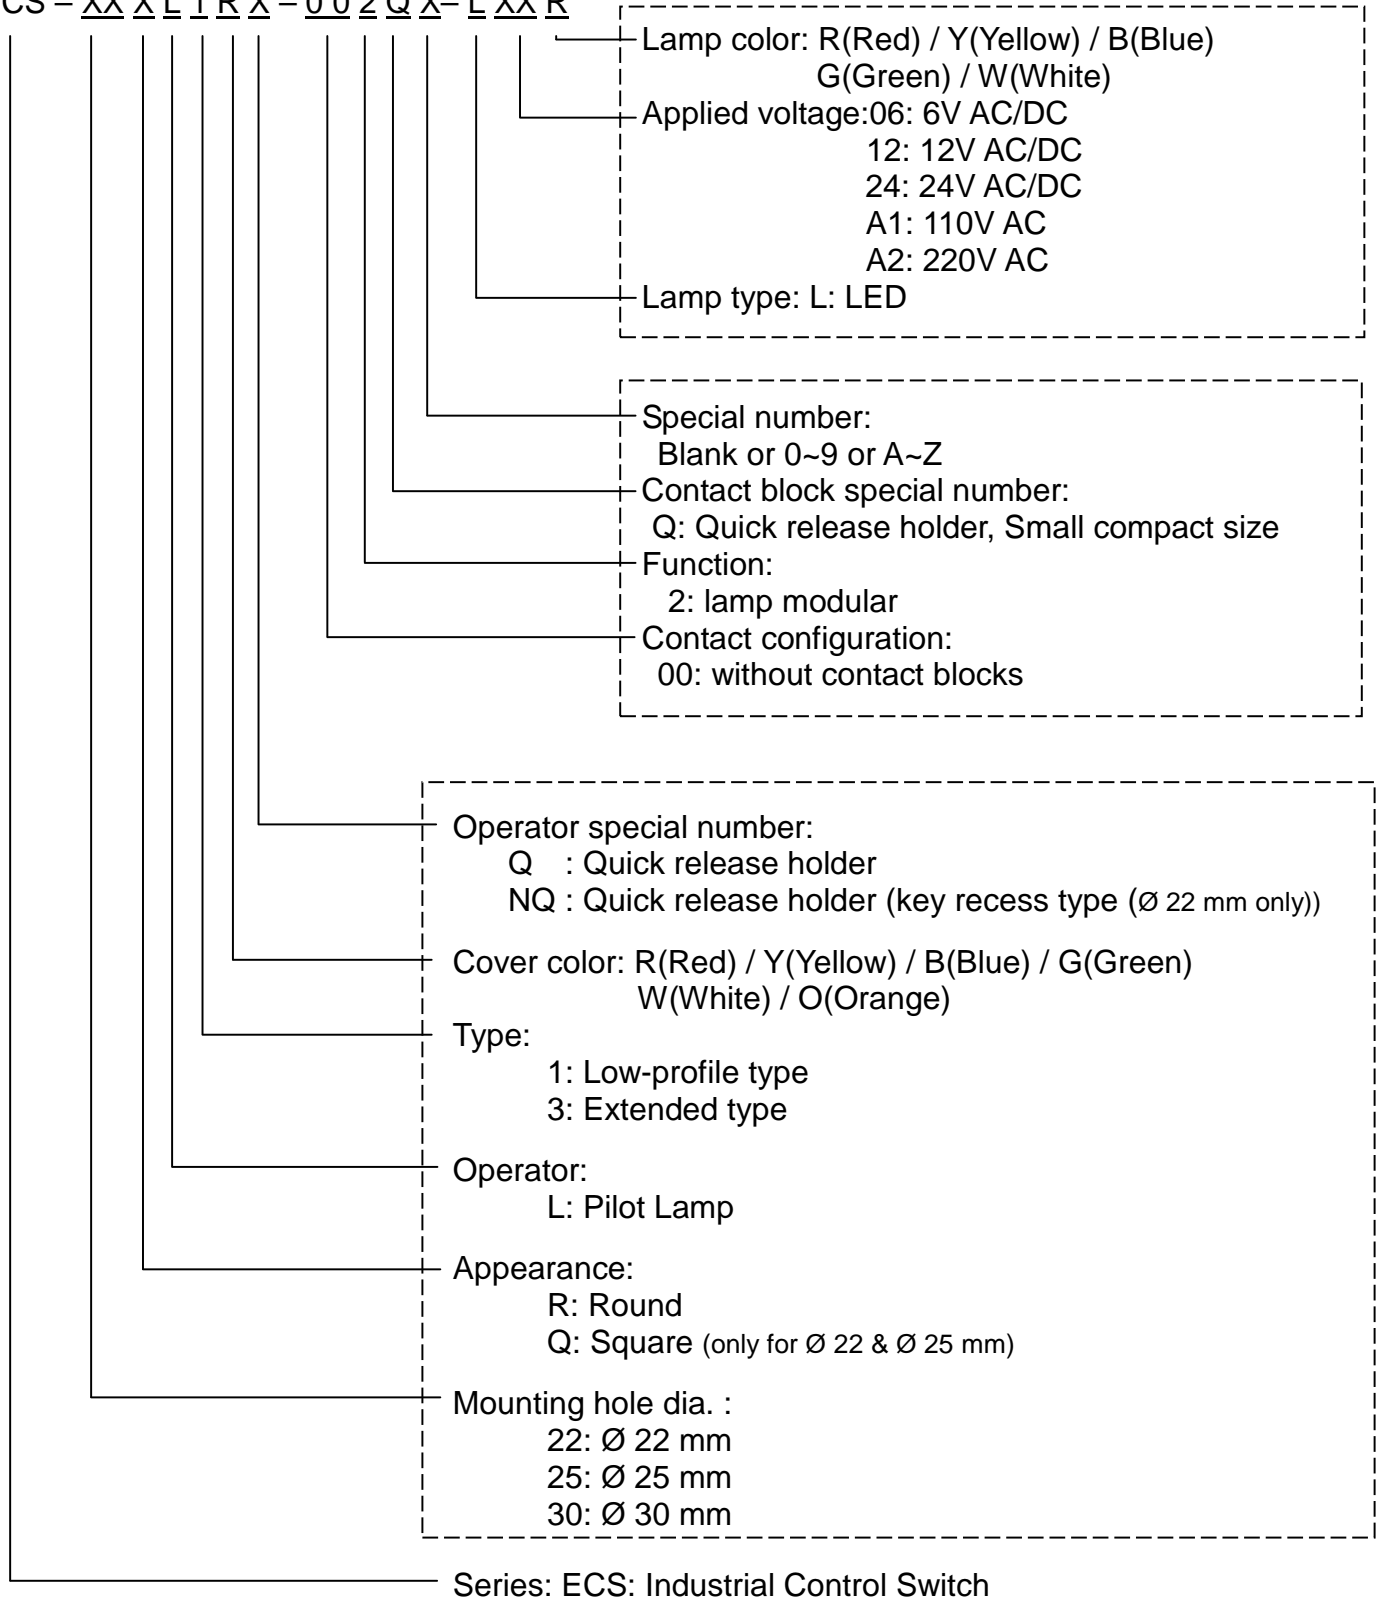 CS – XX X L 1 R X – 0 0 2 Q X – L XX R
Lamp color: R(Red) / Y(Yellow) / B(Blue)
G(Green) / W(White)
Applied voltage:06: 6V AC/DC
12: 12V AC/DC
24: 24V AC/DC
A1: 110V AC
A2: 220V AC
Lamp type: L: LED
Special number:
Blank or 0~9 or A~Z
Contact block special number:
Q: Quick release holder, Small compact size
Function:
2: lamp modular
Contact configuration:
00: without contact blocks
Operator special number:
Q : Quick release holder
NQ : Quick release holder (key recess type (Ø 22 mm only))
Cover color: R(Red) / Y(Yellow) / B(Blue) / G(Green)
W(White) / O(Orange)
Type:
1: Low-profile type
3: Extended type
Operator:
L: Pilot Lamp
Appearance:
R: Round
Q: Square (only for Ø 22 & Ø 25 mm)
Mounting hole dia. :
22: Ø 22 mm
25: Ø 25 mm
30: Ø 30 mm
Series: ECS: Industrial Control Switch